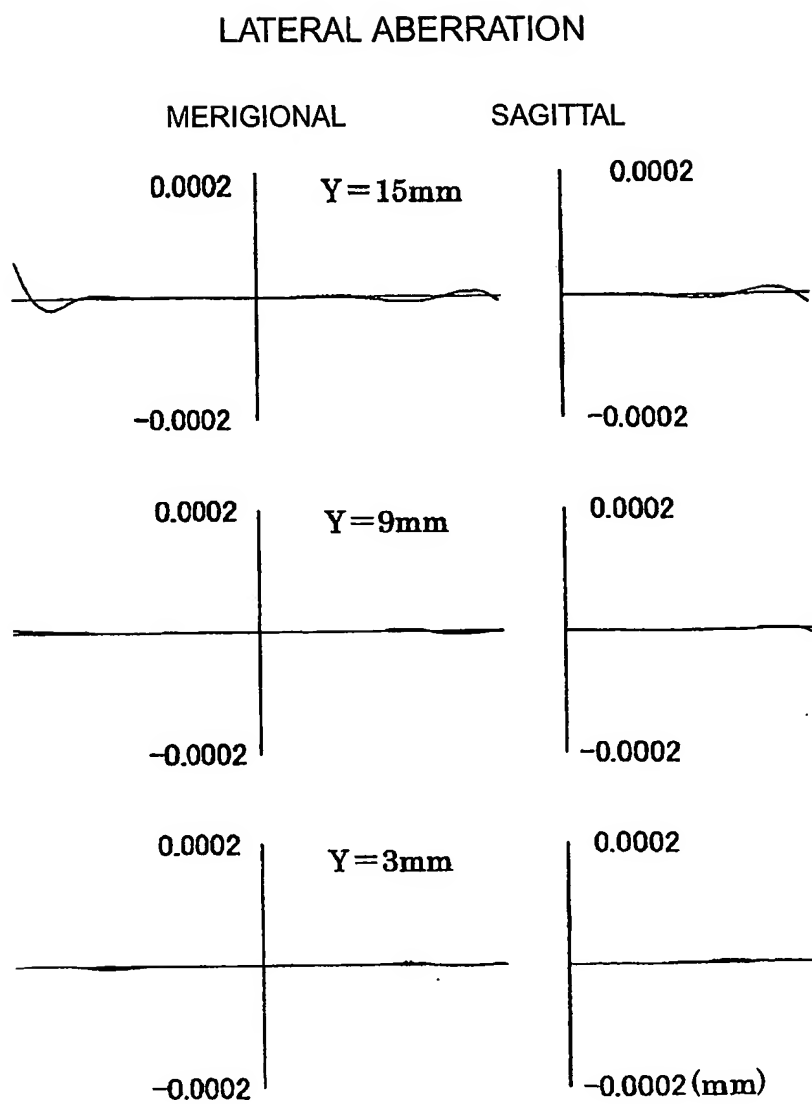 LATERAL ABERRATION
MERIGIONAL SAGITTAL
0.0002 Y=15mm 0.0002
-0.0002 -0.0002
0.0002 Y=9mm 0.0002
-0.0002 -0.0002
0.0002 Y=3mm 0.0002
-0.0002 -0.0002(mm)